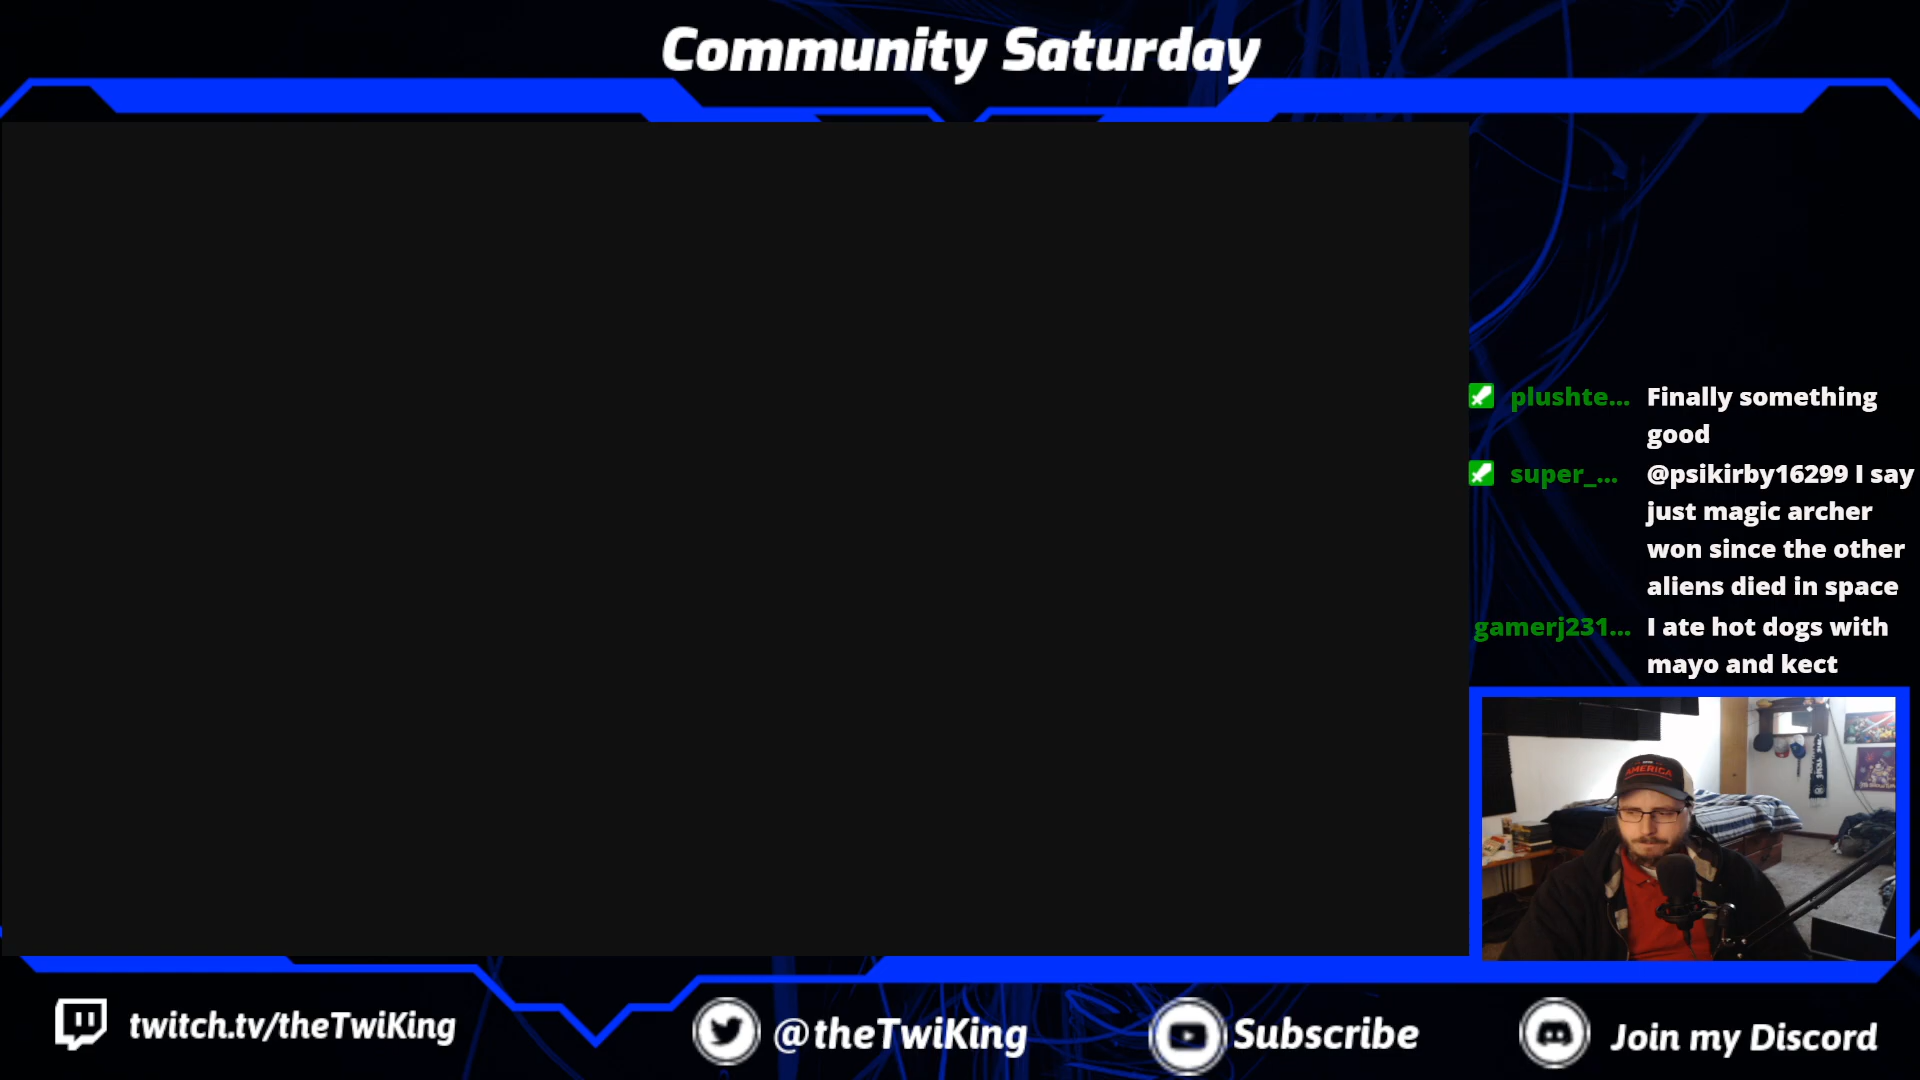 Community Saturday
plushte... Finally something
good
super_... @psikirby16299 I say
just magic archer
won since the other
aliens died in space
gamerj231... I ate hot dogs with
mayo and kect
AMERICA
twitch.tv/theTwiKing
@theTwiKing
Subscribe
Join my Discord